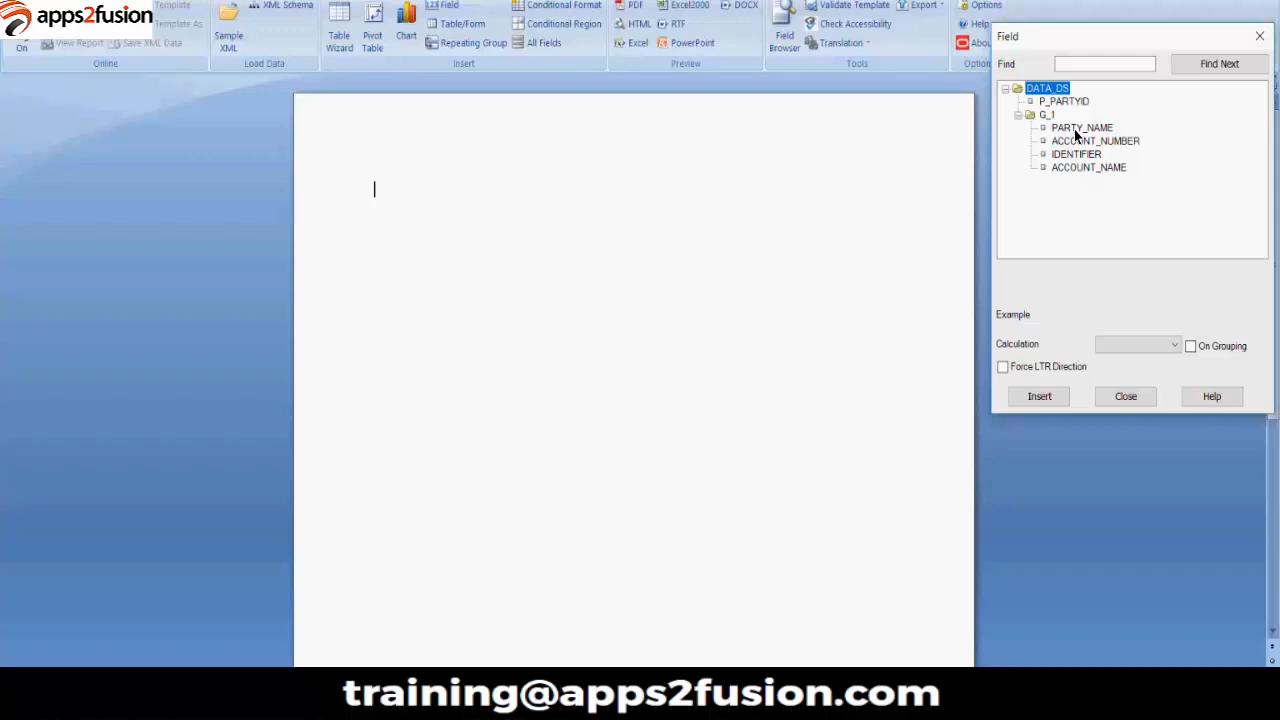 apps2fusion
Template
Template As
On
View Report
Save XML Data
Online
XML Schema
Sample
XML
Load Data
Table
Wizard
Pivot
Table
Chart
Field
Table/Form
Repeating Group
Conditional Format
Conditional Region
All Fields
Insert
PDF
Excel2000
DOCX
HTML
RTF
Excel
PowerPoint
Preview
Field
Browser
Validate Template
Export
Check Accessibility
Translation
Tools
Options
Help
Abou
Option
Field
Find
Find Next
DATA_DS
P_PARTYID
G_1
PARTY_NAME
ACCOUNT_NUMBER
IDENTIFIER
ACCOUNT_NAME
Example
Calculation
On Grouping
Force LTR Direction
Insert
Close
Help
training@apps2fusion.com